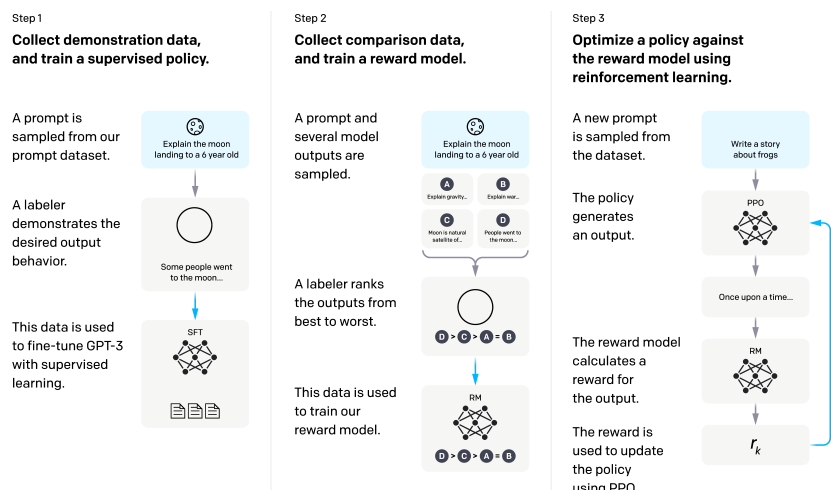 Step 1
Collect demonstration data,
and train a supervised policy.
A prompt is
sampled from our
prompt dataset.
Explain the moon
landing to a 6 year old
A labeler
demonstrates the
desired output
behavior.
Some people went
to the moon...
This data is used
to fine-tune GPT-3
with supervised
learning.
SFT
Step 2
Collect comparison data,
and train a reward model.
A prompt and
several model
outputs are
sampled.
Explain the moon
landing to a 6 year old
A
Explain gravity...
B
Explain war...
C
Moon is natural
satellite of...
D
People went to
the moon...
A labeler ranks
the outputs from
best to worst.
D > C > A = B
This data is used
to train our
reward model.
RM
D > C > A = B
Step 3
Optimize a policy against
the reward model using
reinforcement learning.
A new prompt
is sampled from
the dataset.
Write a story
about frogs
The policy
generates
an output.
PPO
Once upon a time...
The reward model
calculates a
reward for
the output.
RM
The reward is
used to update
the policy
using PPO
r_k